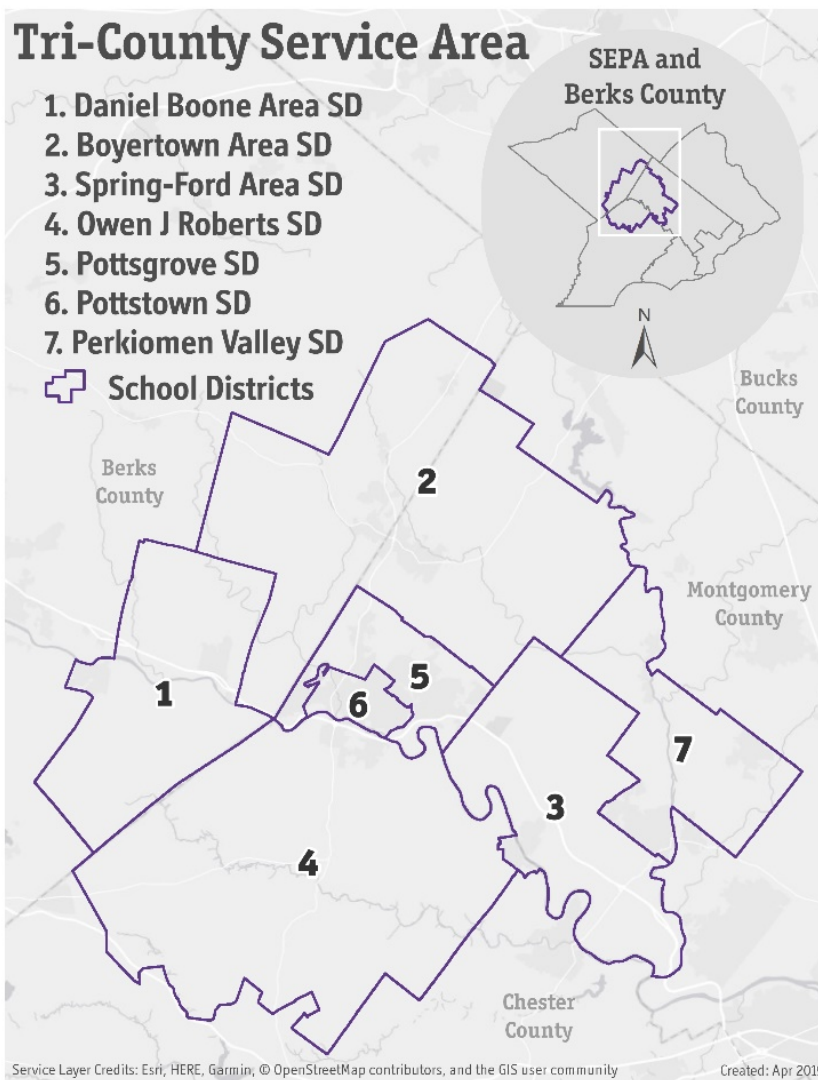 Tri-County Service Area
1. Daniel Boone Area SD
2. Boyertown Area SD
3. Spring-Ford Area SD
4. Owen J Roberts SD
5. Pottsgrove SD
6. Pottstown SD
7. Perkiomen Valley SD
School Districts
SEPA and
Berks County
N
Bucks
County
Berks
County
2
Montgomery
County
1
5
6
7
3
4
Chester
County
Service Layer Credits: Esri, HERE, Garmin, © OpenStreetMap contributors, and the GIS user community
Created: Apr 2019